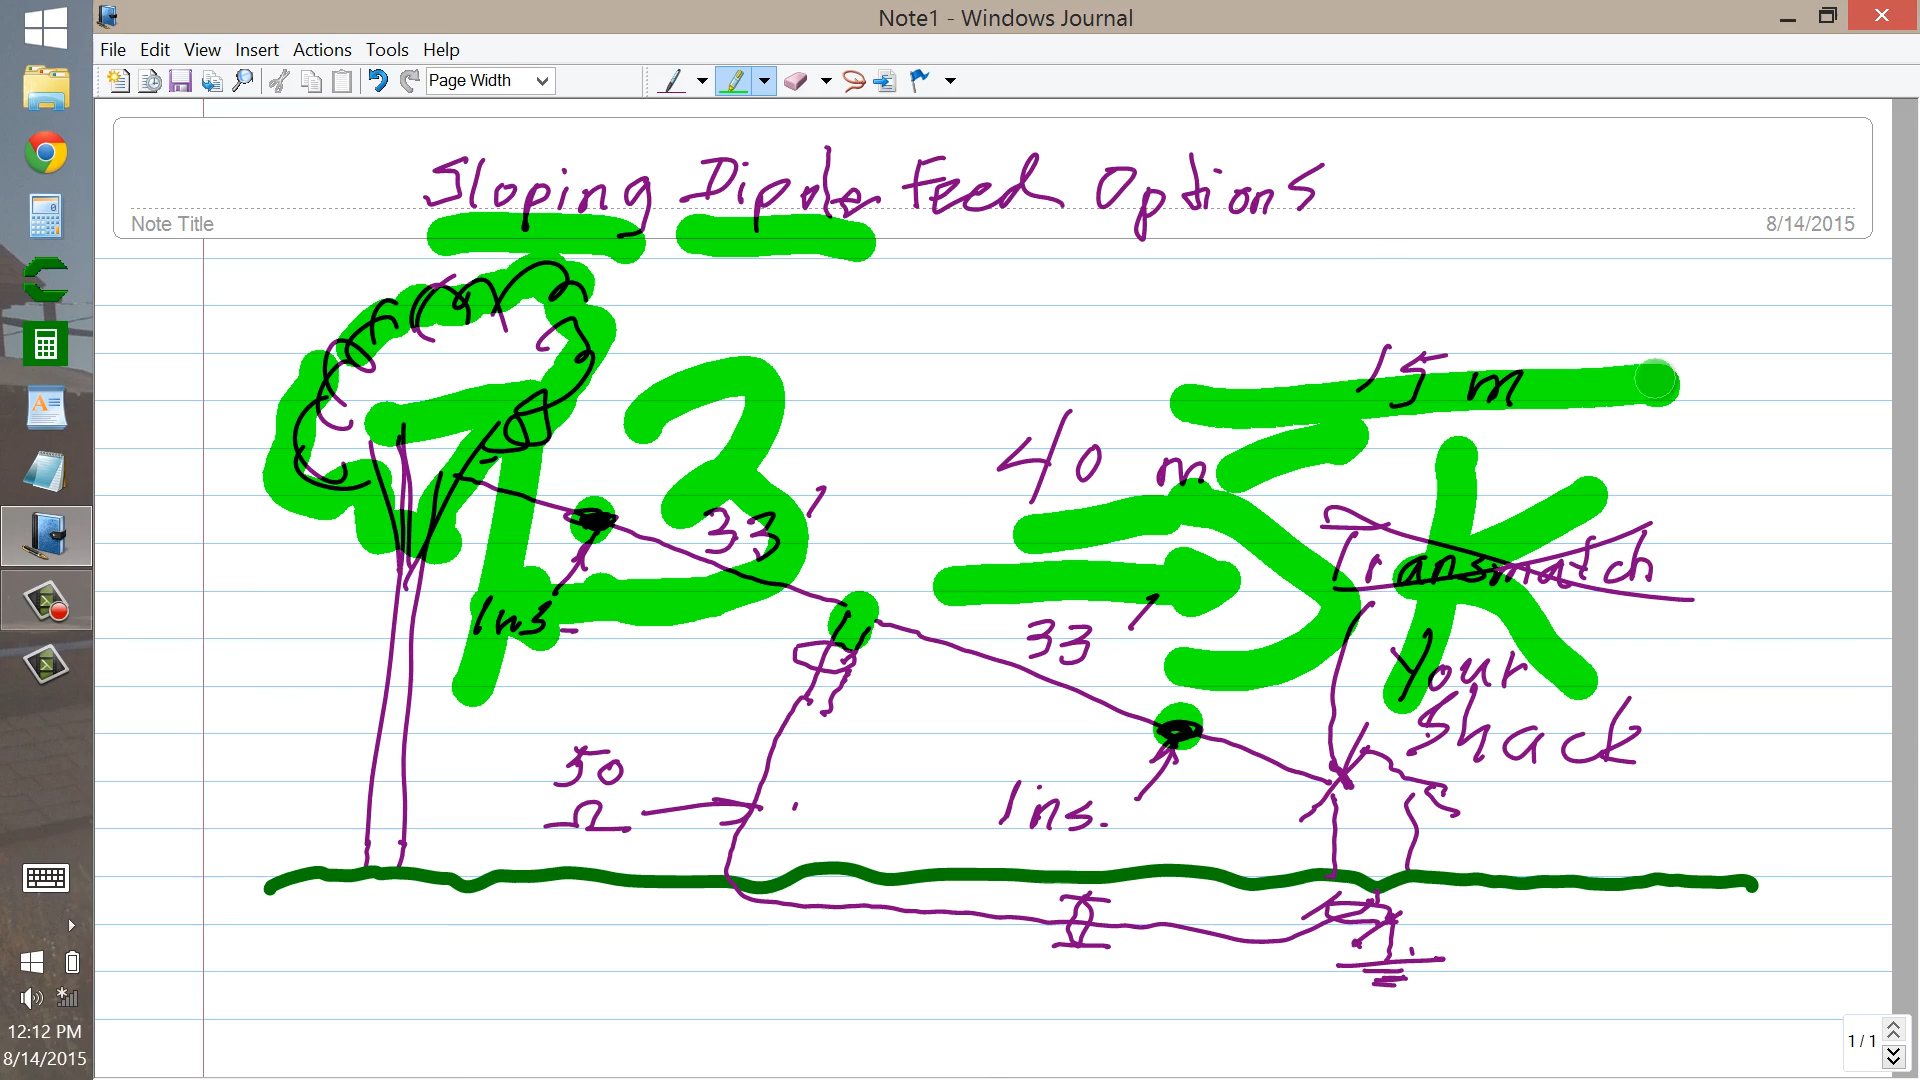 Note1 - Windows Journal
File Edit View Insert Actions Tools Help
Page Width
Sloping Dipole Feed Options
Note Title
8/14/2015
15 m
40 m
33'
73
Transmatch
Ins.
33'
5K
Your
Shack
50
Ω
Ins.
1 / 1
12:12 PM
8/14/2015